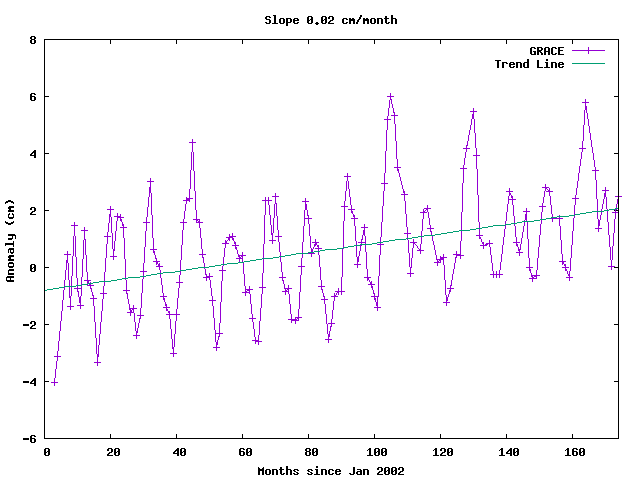 Slope 0.02 cm/month
GRACE
Trend Line
8
6
4
2
0
-2
-4
-6
Anomaly (cm)
0 20 40 60 80 100 120 140 160
Months since Jan 2002